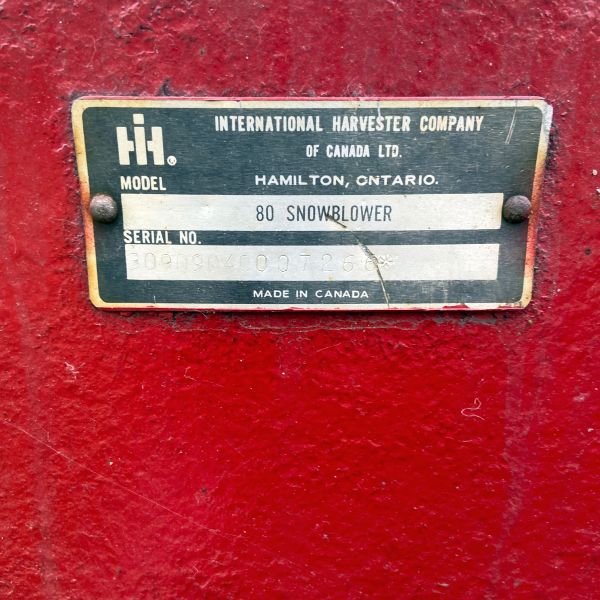 IH®
INTERNATIONAL HARVESTER COMPANY
OF CANADA LTD.
HAMILTON, ONTARIO.
MODEL
80 SNOWBLOWER
SERIAL NO.
MADE IN CANADA